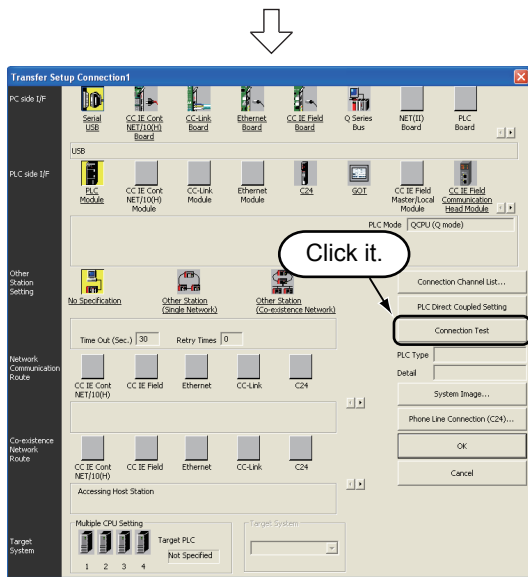 Transfer Setup Connection1
PC side I/F
Serial
USB
CC IE Cont
NET/10(H)
Board
CC-Link
Board
Ethernet
Board
CC IE Field
Board
Q Series
Bus
NET(II)
Board
PLC
Board
USB
PLC side I/F
PLC
Module
CC IE Cont
NET/10(H)
Module
CC-Link
Module
Ethernet
Module
C24
GOT
CC IE Field
Master/Local
Module
CC IE Field
Communication
Head Module
PLC Mode QCPU (Q mode)
Click it.
Other
Station
Setting
No Specification
Other Station
(Single Network)
Other Station
(Co-existence Network)
Connection Channel List...
PLC Direct Coupled Setting
Time Out (Sec.) 30 Retry Times 0
Connection Test
PLC Type
Detail
Network
Communication
Route
CC IE Cont
NET/10(H)
CC IE Field
Ethernet
CC-Link
C24
System Image...
Phone Line Connection (C24)...
Co-existence
Network
Route
CC IE Cont
NET/10(H)
CC IE Field
Ethernet
CC-Link
C24
OK
Cancel
Accessing Host Station
Target
System
Multiple CPU Setting
1 2 3 4
Target PLC
Not Specified
Target System